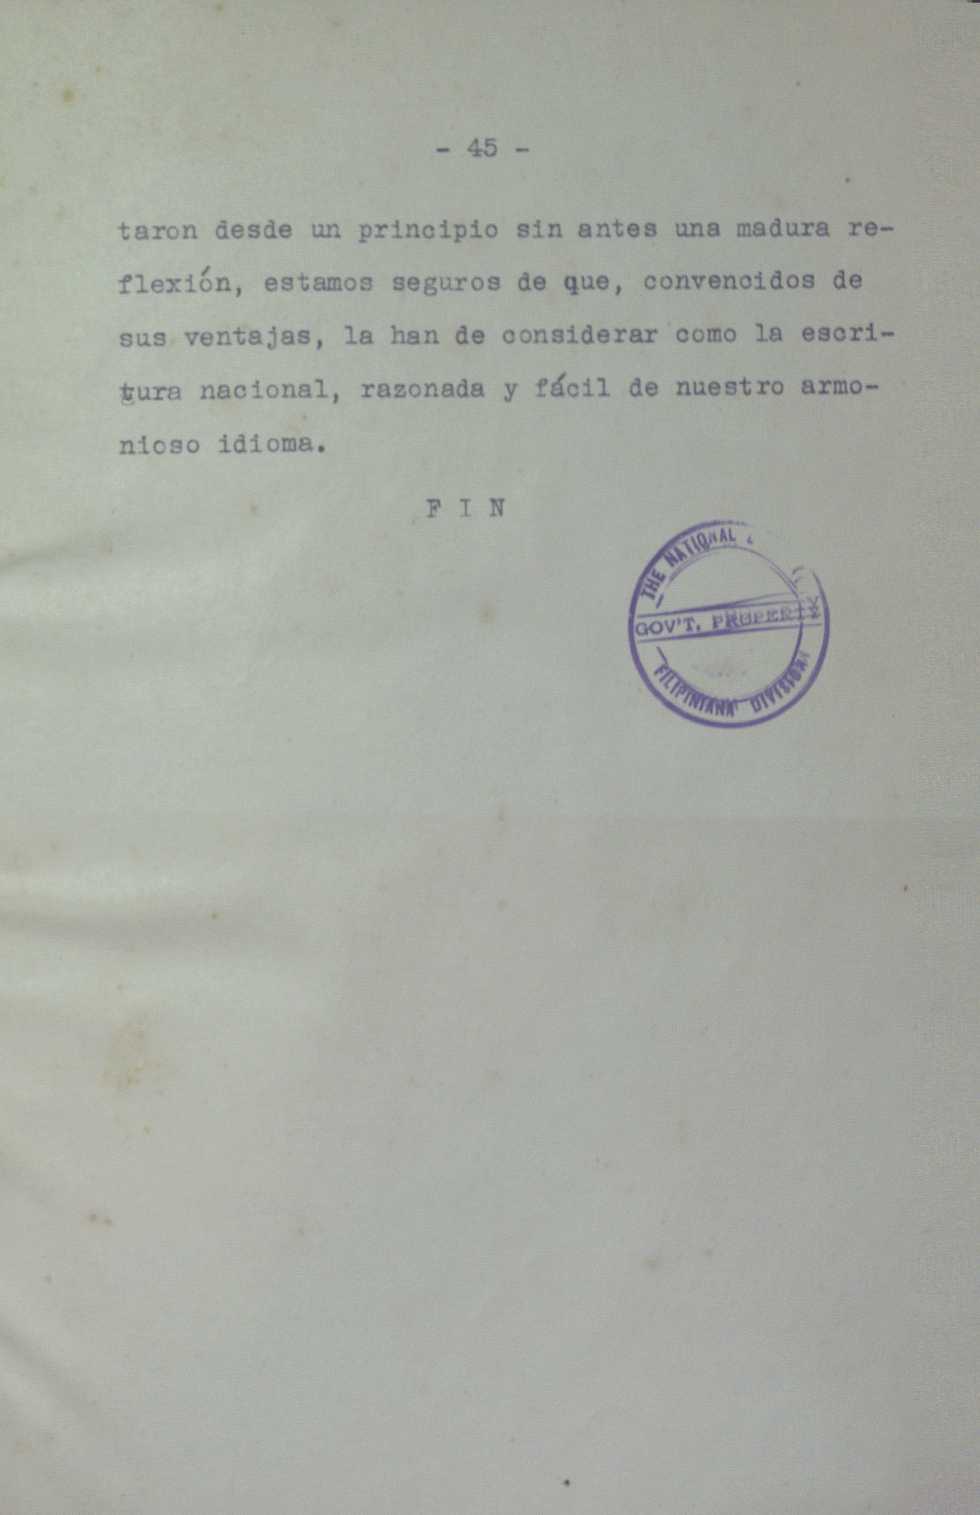 - 45 -
taron desde un principio sin antes una madura re-
flexión, estamos seguros de que, convencidos de
sus ventajas, la han de considerar como la escri-
tura nacional, razonada y fácil de nuestro armo-
nioso idioma.
F I N
THE NATIONAL
GOV'T. PROPERTY
FILIPINIANA DIVISION